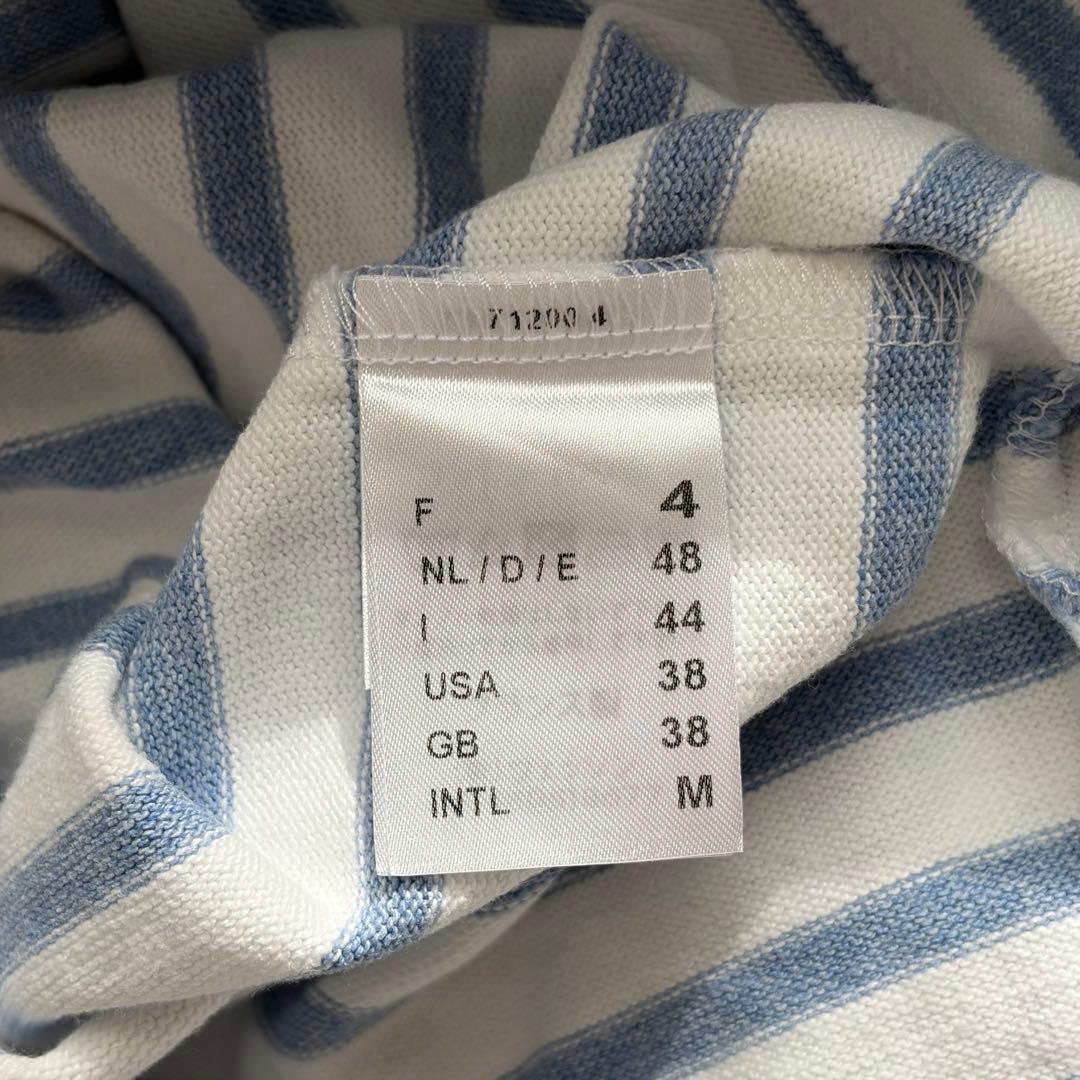 71200 4
F 4
NL / D / E 48
I 44
USA 38
GB 38
INTL M